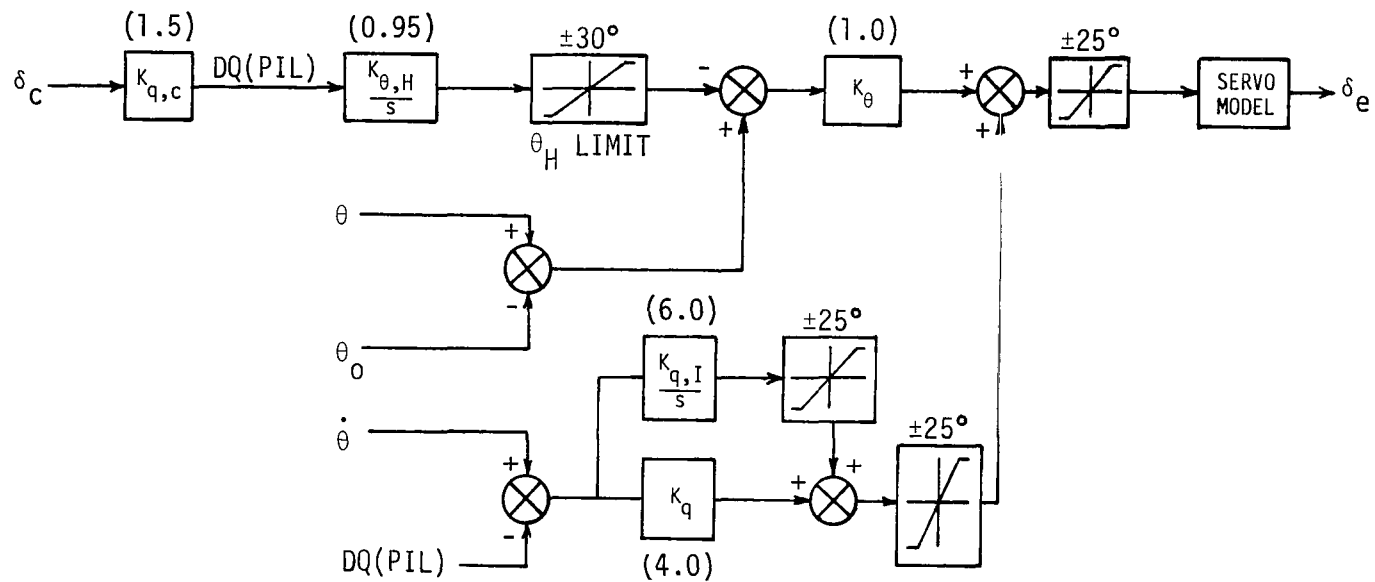 (1.5)
(0.95)
±30°
(1.0)
±25°
δc
Kq,c
DQ(PIL)
Kθ,H
s
-
+
Kθ
+
+
SERVO
MODEL
δe
θH LIMIT
θ
+
-
θo
(6.0)
±25°
Kq,I
s
θ̇
+
-
Kq
+
+
±25°
DQ(PIL)
(4.0)